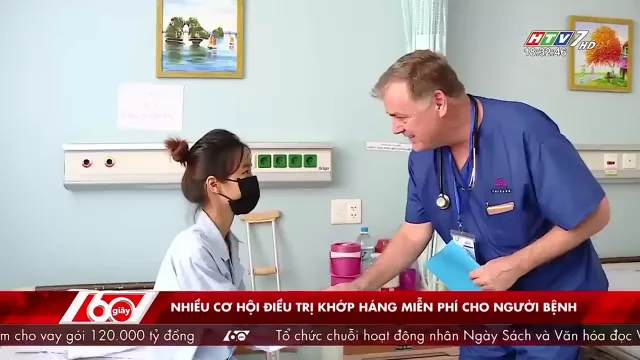 HTV7 HD
18:32:46
dräger
60 giây
NHIỀU CƠ HỘI ĐIỀU TRỊ KHỚP HÁNG MIỄN PHÍ CHO NGƯỜI BỆNH
m cho vay gói 120.000 tỷ đồng 60 Tổ chức chuỗi hoạt động nhân Ngày Sách và Văn hóa đọc V